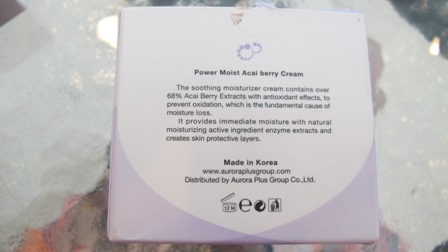 Power Moist Acai berry Cream
The soothing moisturizer cream contains over
68% Acai Berry Extracts with antioxidant effects, to
prevent oxidation, which is the fundamental cause of
moisture loss.
It provides immediate moisture with natural
moisturizing active ingredient enzyme extracts and
creates skin protective layers.
Made in Korea
www.auroraplusgroup.com
Distributed by Aurora Plus Group Co.,Ltd.
12 M e